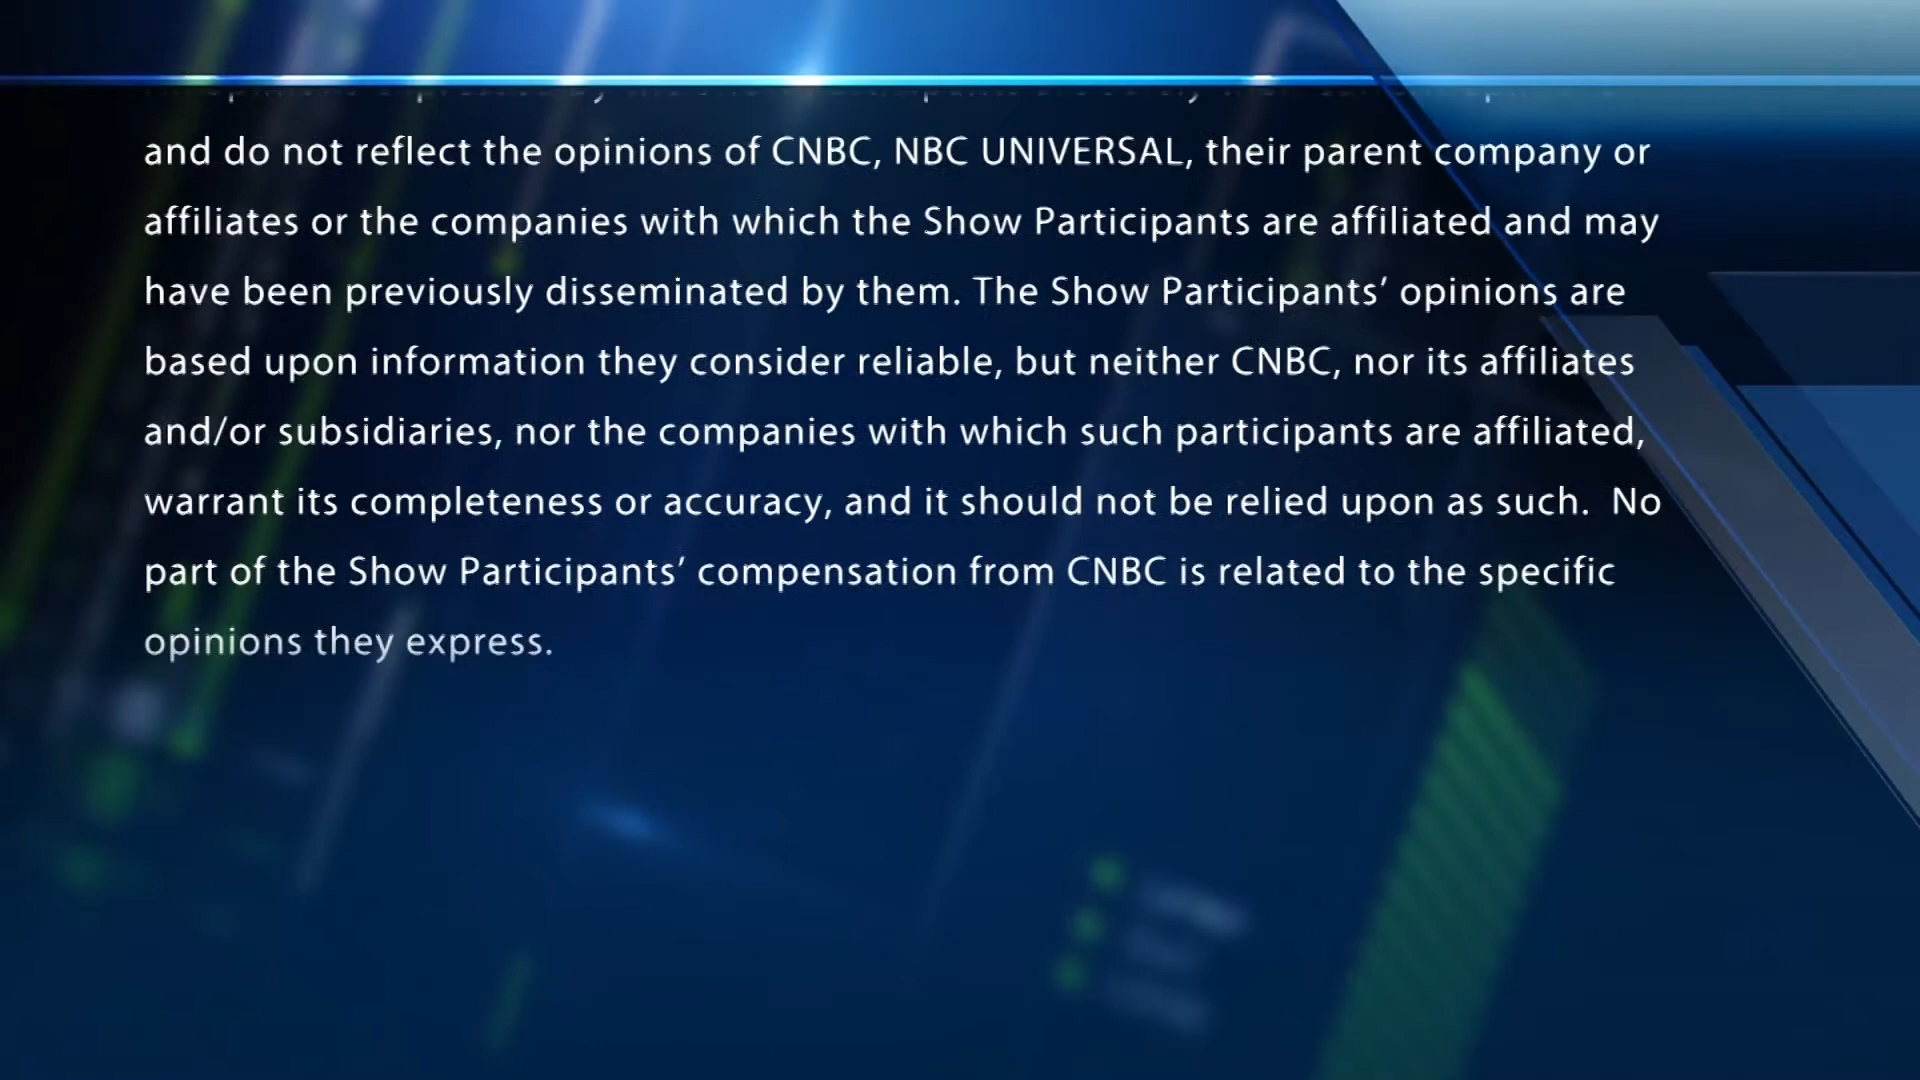 and do not reflect the opinions of CNBC, NBC UNIVERSAL, their parent company or
affiliates or the companies with which the Show Participants are affiliated and may
have been previously disseminated by them. The Show Participants’ opinions are
based upon information they consider reliable, but neither CNBC, nor its affiliates
and/or subsidiaries, nor the companies with which such participants are affiliated,
warrant its completeness or accuracy, and it should not be relied upon as such.  No
part of the Show Participants’ compensation from CNBC is related to the specific
opinions they express.